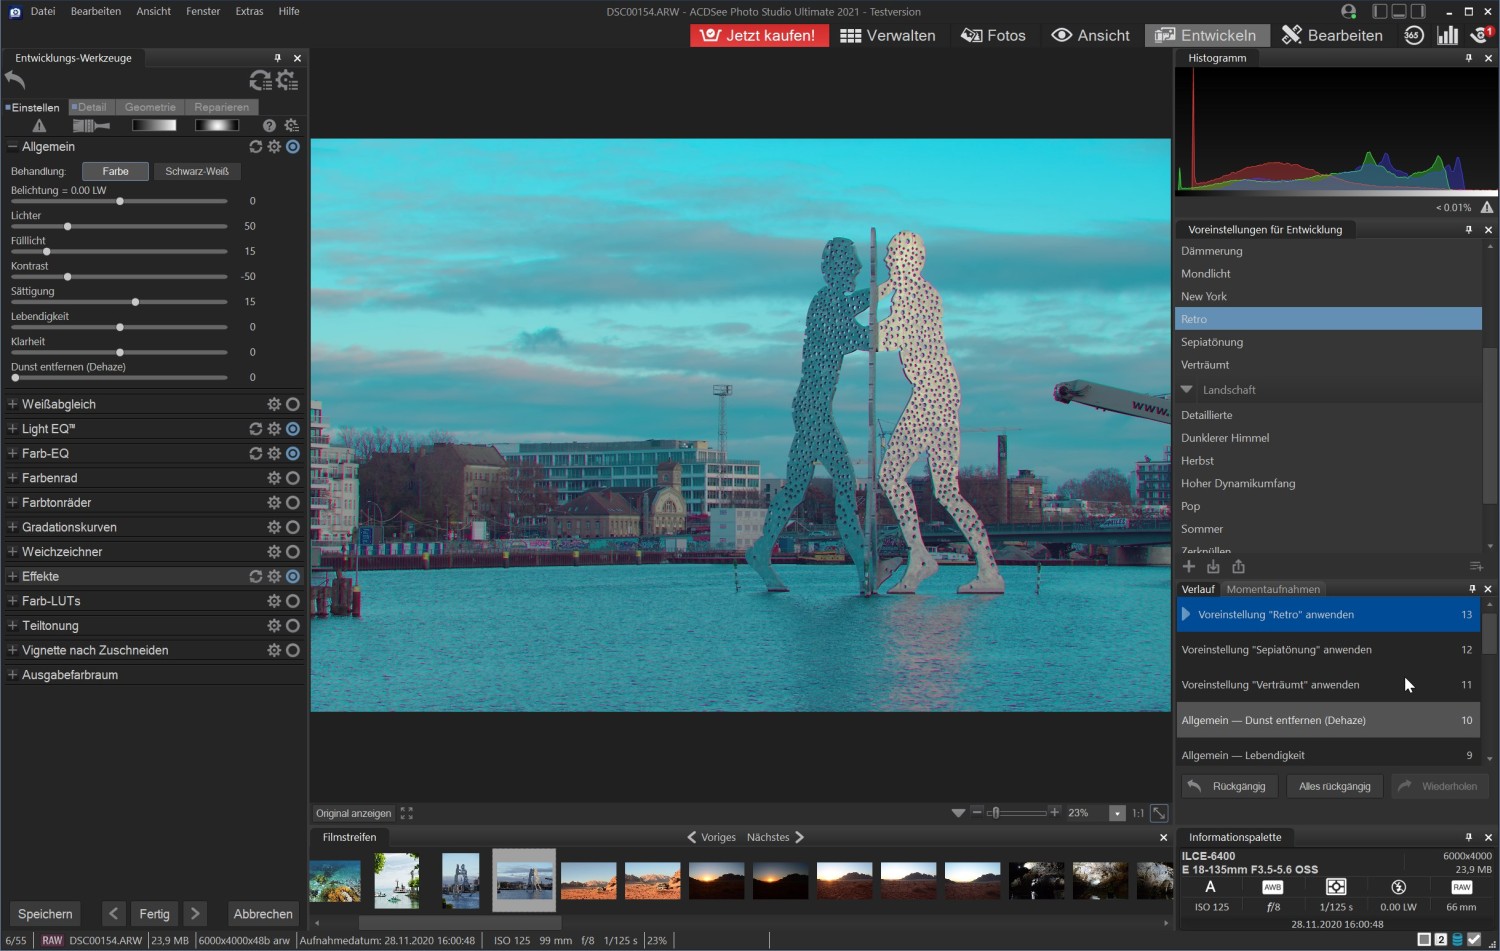 Datei Bearbeiten Ansicht Fenster Extras Hilfe
DSC00154.ARW - ACDSee Photo Studio Ultimate 2021 - Testversion
Jetzt kaufen! Verwalten Fotos Ansicht Entwickeln Bearbeiten 365 1
Entwicklungs-Werkzeuge
Einstellen Detail Geometrie Reparieren
Allgemein
Behandlung: Farbe Schwarz-Weiß
Belichtung = 0.00 LW
0
Lichter
50
Fülllicht
15
Kontrast
-50
Sättigung
15
Lebendigkeit
0
Klarheit
0
Dunst entfernen (Dehaze)
0
Weißabgleich
Light EQ™
Farb-EQ
Farbenrad
Farbtonräder
Gradationskurven
Weichzeichner
Effekte
Farb-LUTs
Teiltonung
Vignette nach Zuschneiden
Ausgabefarbraum
Speichern Fertig Abbrechen
www.
Original anzeigen 23% 1:1
Filmstreifen Voriges Nächstes
Histogramm
< 0.01%
Voreinstellungen für Entwicklung
Dämmerung
Mondlicht
New York
Retro
Sepiatönung
Verträumt
Landschaft
Detaillierte
Dunklerer Himmel
Herbst
Hoher Dynamikumfang
Pop
Sommer
Zerknüllen
Verlauf Momentaufnahmen
Voreinstellung "Retro" anwenden 13
Voreinstellung "Sepiatönung" anwenden 12
Voreinstellung "Verträumt" anwenden 11
Allgemein — Dunst entfernen (Dehaze) 10
Allgemein — Lebendigkeit 9
Rückgängig Alles rückgängig Wiederholen
Informationspalette
ILCE-6400 6000x4000
E 18-135mm F3.5-5.6 OSS 23,9 MB
A AWB RAW
ISO 125 f/8 1/125 s 0.00 LW 66 mm
28.11.2020 16:00:48
6/55 RAW DSC00154.ARW 23,9 MB 6000x4000x48b arw Aufnahmedatum: 28.11.2020 16:00:48 ISO 125 99 mm f/8 1/125 s 23% 2